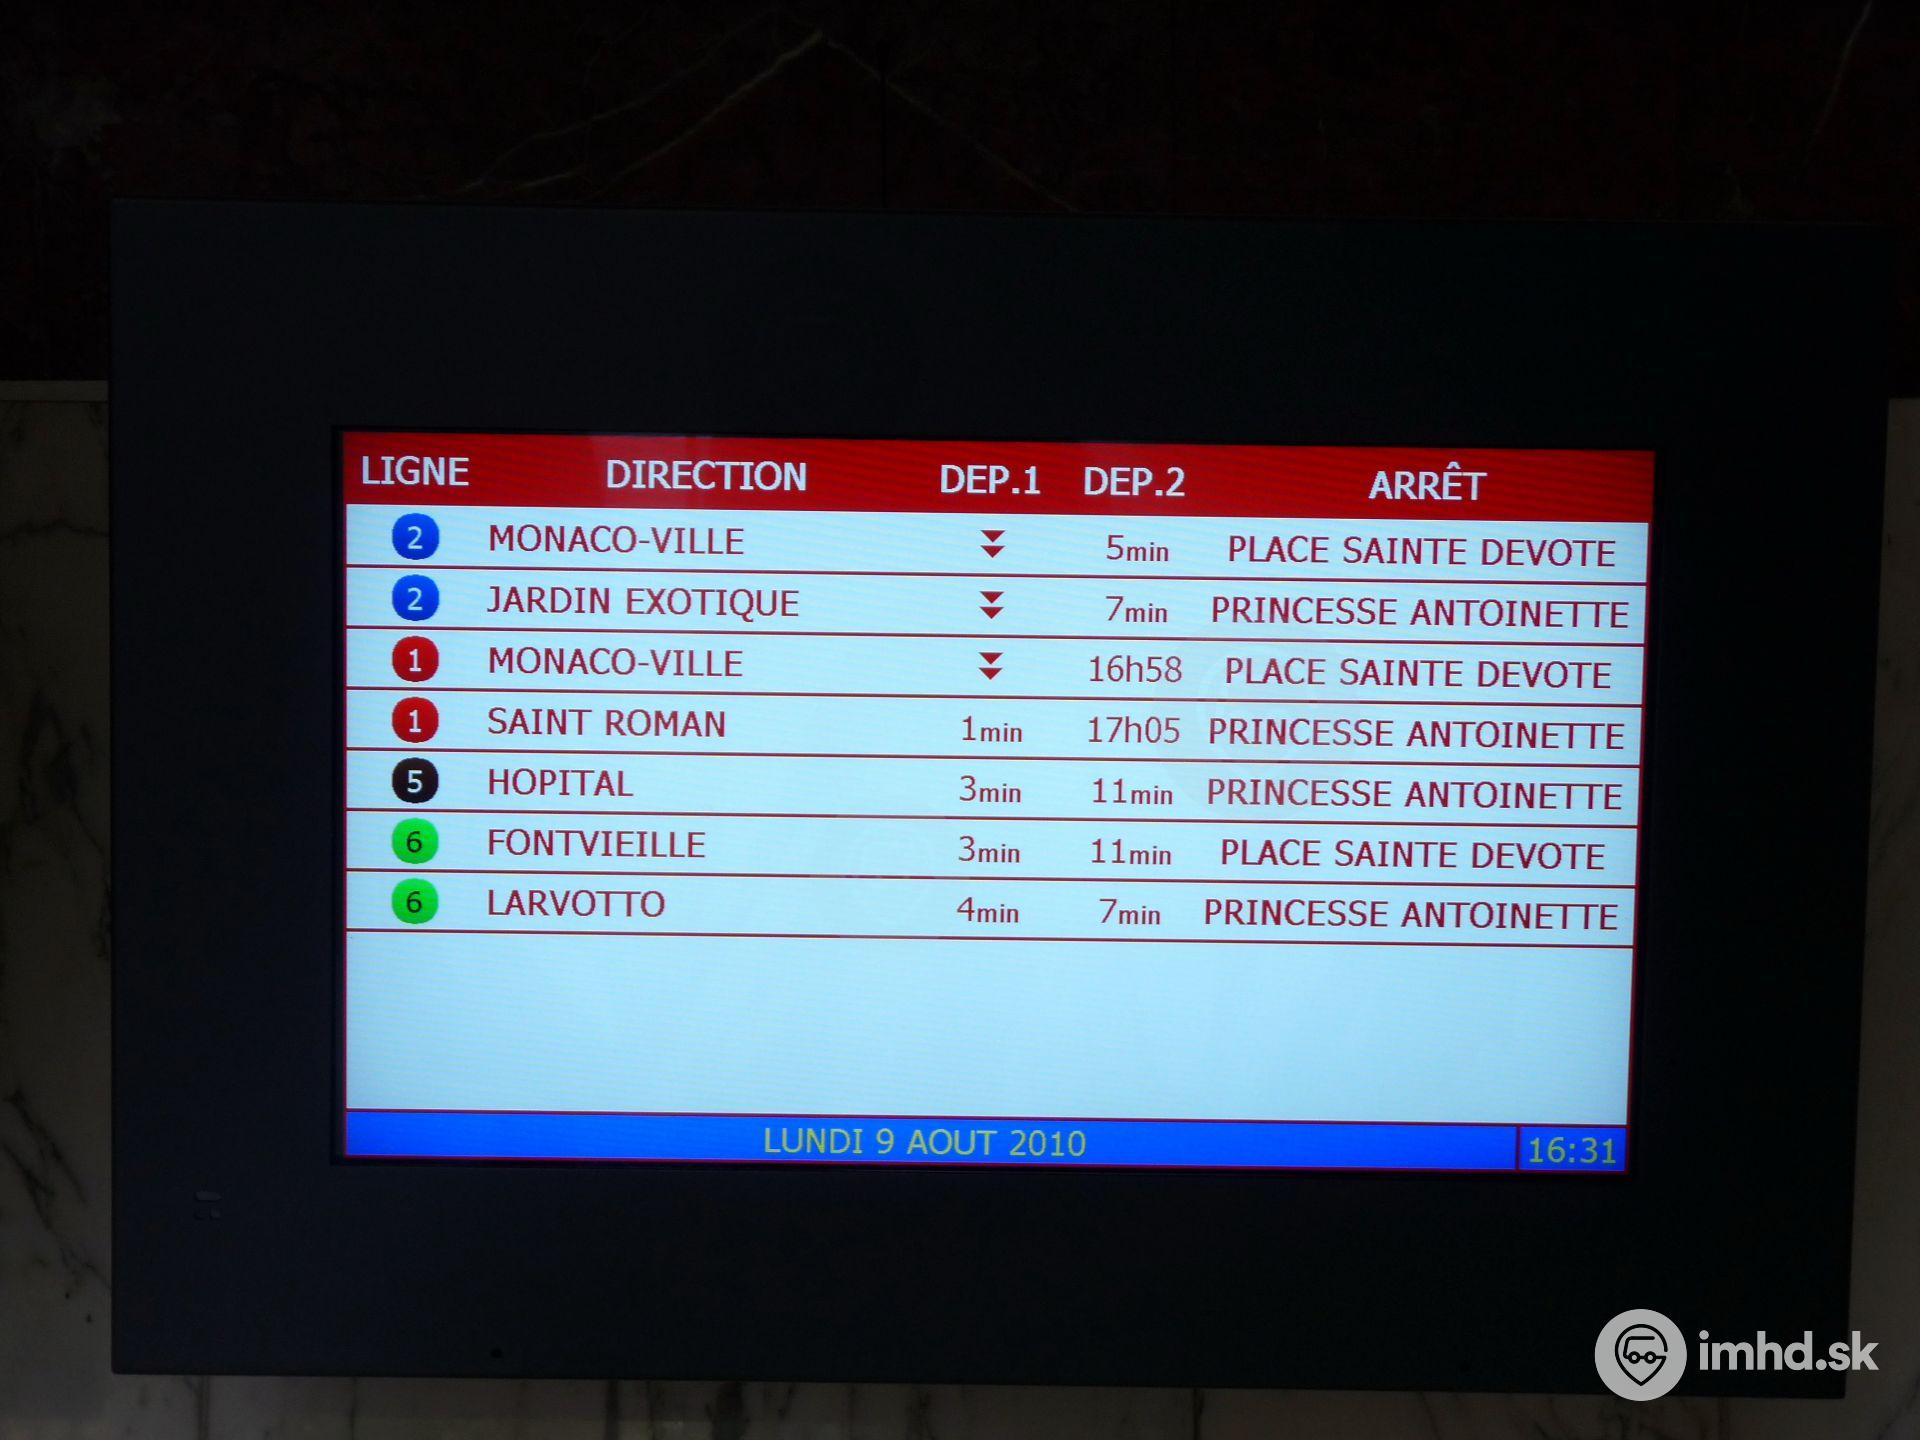 LIGNE DIRECTION DEP.1 DEP.2 ARRÊT
2 MONACO-VILLE 5min PLACE SAINTE DEVOTE
2 JARDIN EXOTIQUE 7min PRINCESSE ANTOINETTE
1 MONACO-VILLE 16h58 PLACE SAINTE DEVOTE
1 SAINT ROMAN 1min 17h05 PRINCESSE ANTOINETTE
5 HOPITAL 3min 11min PRINCESSE ANTOINETTE
6 FONTVIEILLE 3min 11min PLACE SAINTE DEVOTE
6 LARVOTTO 4min 7min PRINCESSE ANTOINETTE
LUNDI 9 AOUT 2010 16:31
imhd.sk